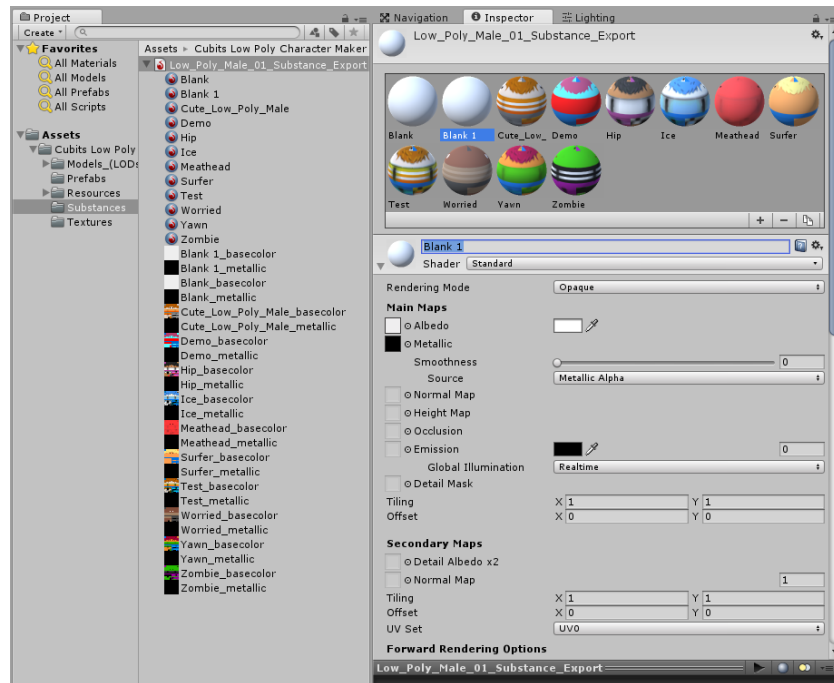 Project
Create
Favorites
All Materials
All Models
All Prefabs
All Scripts
Assets
Cubits Low Poly
Models_(LODs
Prefabs
Resources
Substances
Textures
Assets ▸ Cubits Low Poly Character Maker
Low_Poly_Male_01_Substance_Export
Blank
Blank 1
Cute_Low_Poly_Male
Demo
Hip
Ice
Meathead
Surfer
Test
Worried
Yawn
Zombie
Blank 1_basecolor
Blank 1_metallic
Blank_basecolor
Blank_metallic
Cute_Low_Poly_Male_basecolor
Cute_Low_Poly_Male_metallic
Demo_basecolor
Demo_metallic
Hip_basecolor
Hip_metallic
Ice_basecolor
Ice_metallic
Meathead_basecolor
Meathead_metallic
Surfer_basecolor
Surfer_metallic
Test_basecolor
Test_metallic
Worried_basecolor
Worried_metallic
Yawn_basecolor
Yawn_metallic
Zombie_basecolor
Zombie_metallic
Navigation Inspector Lighting
Low_Poly_Male_01_Substance_Export
Blank Blank 1 Cute_Low_ Demo Hip Ice Meathead Surfer
Test Worried Yawn Zombie
Blank 1
Shader Standard
Rendering Mode Opaque
Main Maps
Albedo
Metallic
Smoothness 0
Source Metallic Alpha
Normal Map
Height Map
Occlusion
Emission 0
Global Illumination Realtime
Detail Mask
Tiling X 1 Y 1
Offset X 0 Y 0
Secondary Maps
Detail Albedo x2
Normal Map 1
Tiling X 1 Y 1
Offset X 0 Y 0
UV Set UV0
Forward Rendering Options
Low_Poly_Male_01_Substance_Export